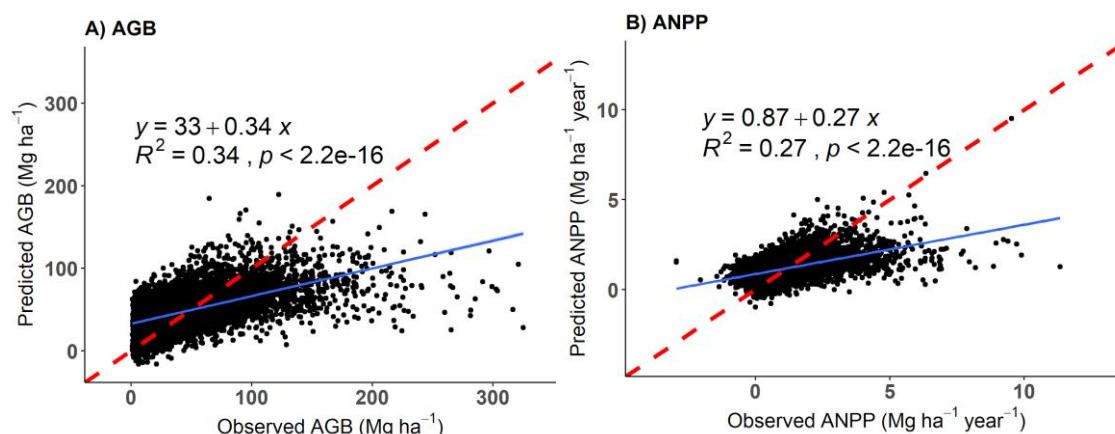 A) AGB
y = 33 + 0.34 x
R² = 0.34 , p < 2.2e-16
300
200
100
0
Predicted AGB (Mg ha⁻¹)
0
100
200
300
Observed AGB (Mg ha⁻¹)
B) ANPP
y = 0.87 + 0.27 x
R² = 0.27 , p < 2.2e-16
10
5
0
Predicted ANPP (Mg ha⁻¹ year⁻¹)
0
5
10
Observed ANPP (Mg ha⁻¹ year⁻¹)